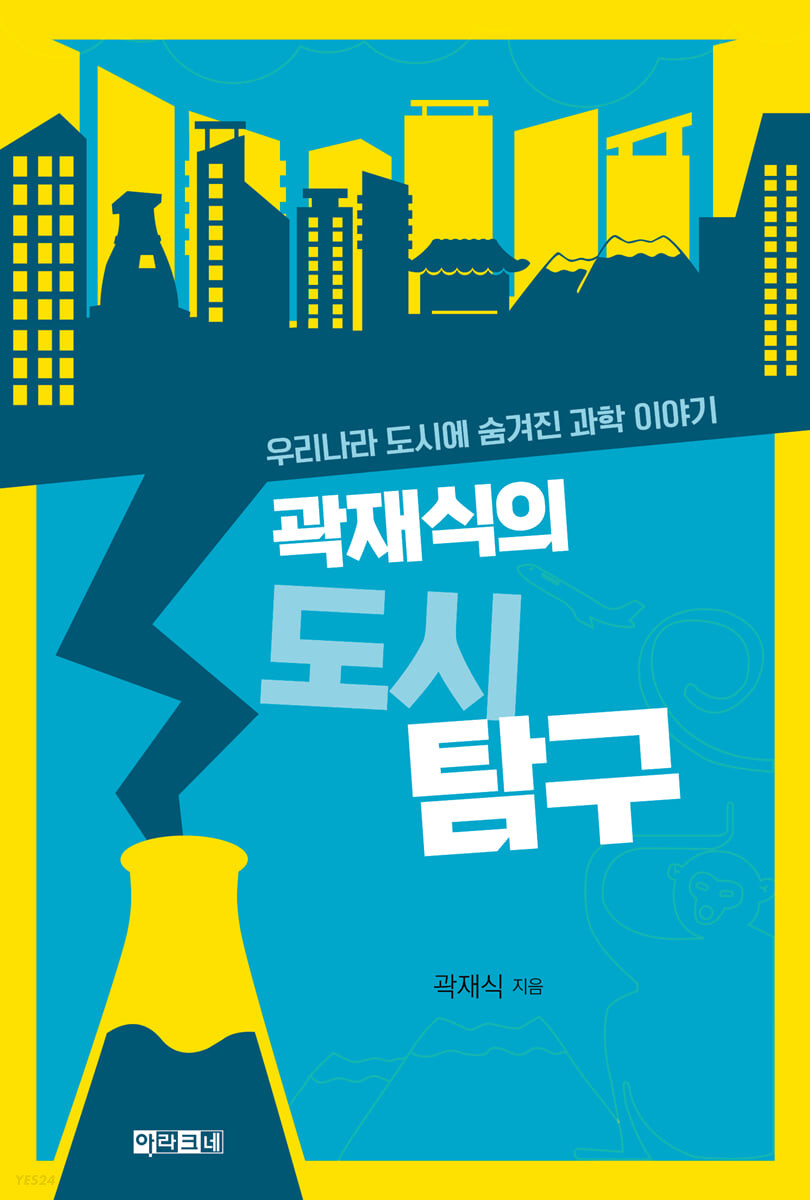 우리나라 도시에 숨겨진 과학 이야기
곽재식의
도시
탐구
곽재식 지음
아라크네
YES24